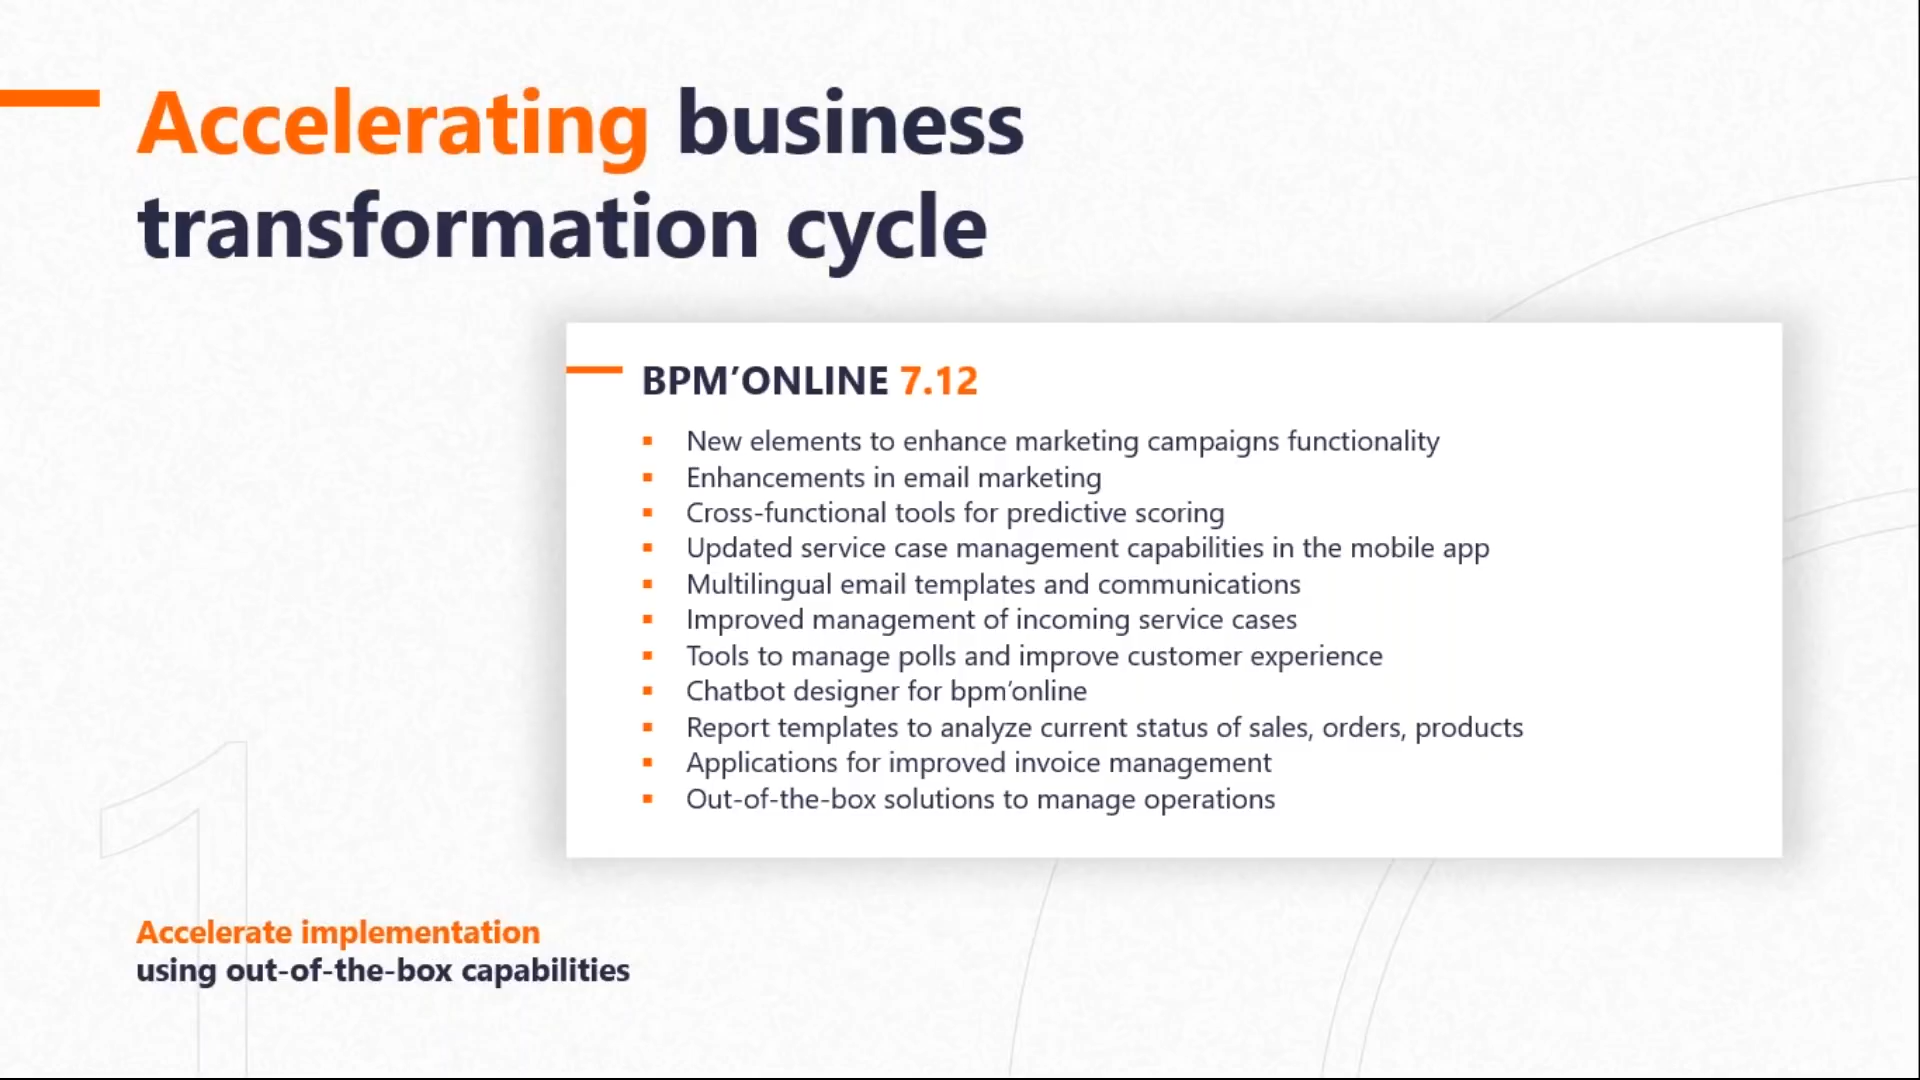 Accelerating business
transformation cycle
BPM’ONLINE 7.12
▪ New elements to enhance marketing campaigns functionality
▪ Enhancements in email marketing
▪ Cross-functional tools for predictive scoring
▪ Updated service case management capabilities in the mobile app
▪ Multilingual email templates and communications
▪ Improved management of incoming service cases
▪ Tools to manage polls and improve customer experience
▪ Chatbot designer for bpm’online
▪ Report templates to analyze current status of sales, orders, products
▪ Applications for improved invoice management
▪ Out-of-the-box solutions to manage operations
1
Accelerate implementation
using out-of-the-box capabilities